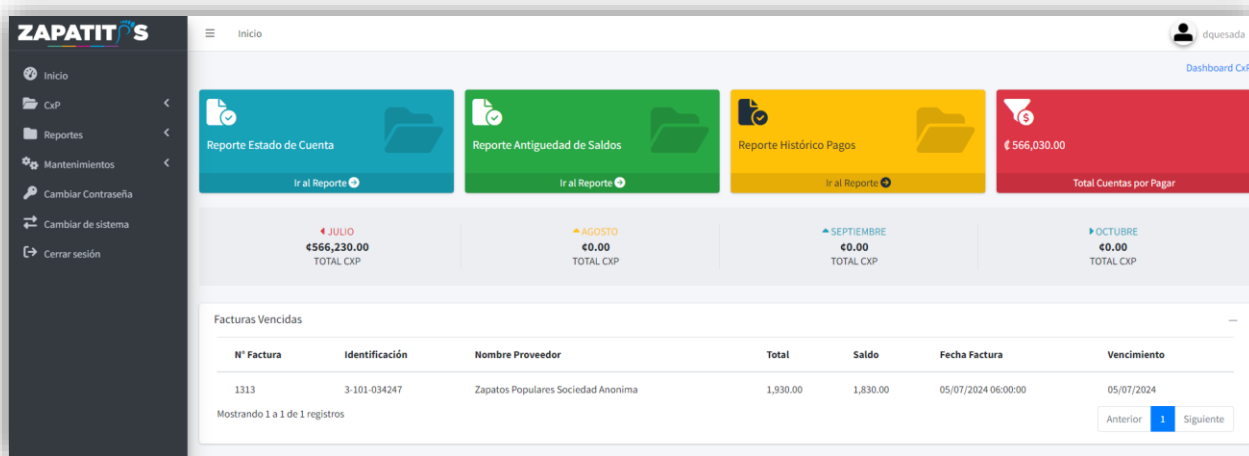 ZAPATITOS
Inicio
dquesada
Inicio
CxP
Reportes
Mantenimientos
Cambiar Contraseña
Cambiar de sistema
Cerrar sesión
Dashboard CxP
Reporte Estado de Cuenta
Ir al Reporte
Reporte Antiguedad de Saldos
Ir al Reporte
Reporte Histórico Pagos
Ir al Reporte
₡ 566,030.00
Total Cuentas por Pagar
JULIO
¢566,230.00
TOTAL CXP
AGOSTO
¢0.00
TOTAL CXP
SEPTIEMBRE
¢0.00
TOTAL CXP
OCTUBRE
¢0.00
TOTAL CXP
Facturas Vencidas
N° Factura Identificación Nombre Proveedor Total Saldo Fecha Factura Vencimiento
1313 3-101-034247 Zapatos Populares Sociedad Anonima 1,930.00 1,830.00 05/07/2024 06:00:00 05/07/2024
Mostrando 1 a 1 de 1 registros
Anterior 1 Siguiente